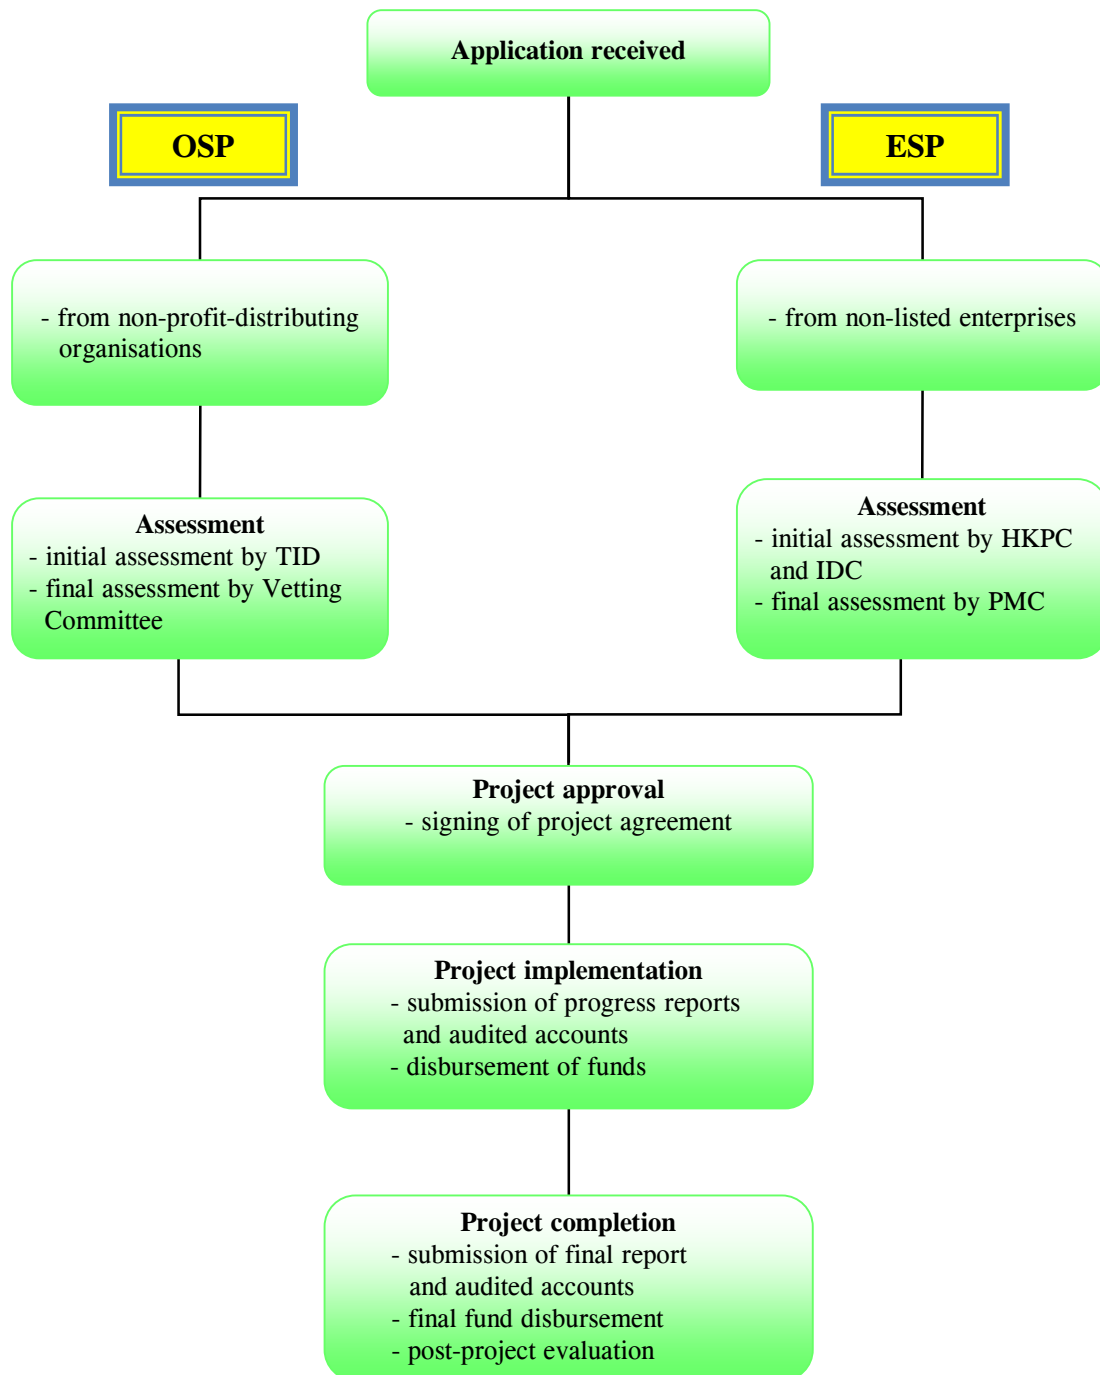 Application received
OSP
ESP
- from non-profit-distributing
organisations
- from non-listed enterprises
Assessment
- initial assessment by TID
- final assessment by Vetting
Committee
Assessment
- initial assessment by HKPC
and IDC
- final assessment by PMC
Project approval
- signing of project agreement
Project implementation
- submission of progress reports
and audited accounts
- disbursement of funds
Project completion
- submission of final report
and audited accounts
- final fund disbursement
- post-project evaluation